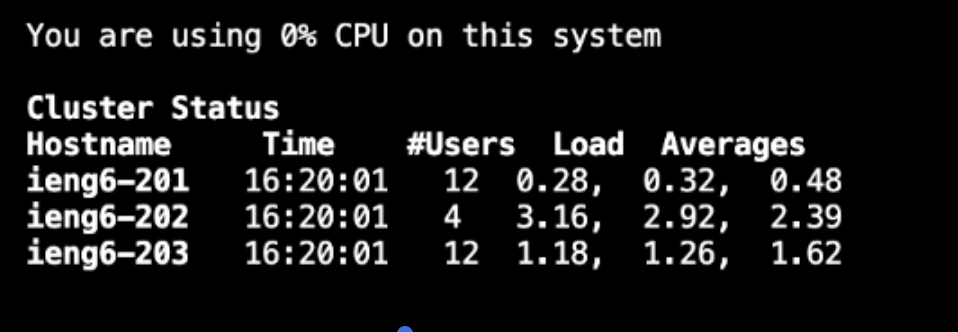 You are using 0% CPU on this system
Cluster Status
Hostname Time #Users Load Averages
ieng6-201 16:20:01 12 0.28, 0.32, 0.48
ieng6-202 16:20:01 4 3.16, 2.92, 2.39
ieng6-203 16:20:01 12 1.18, 1.26, 1.62